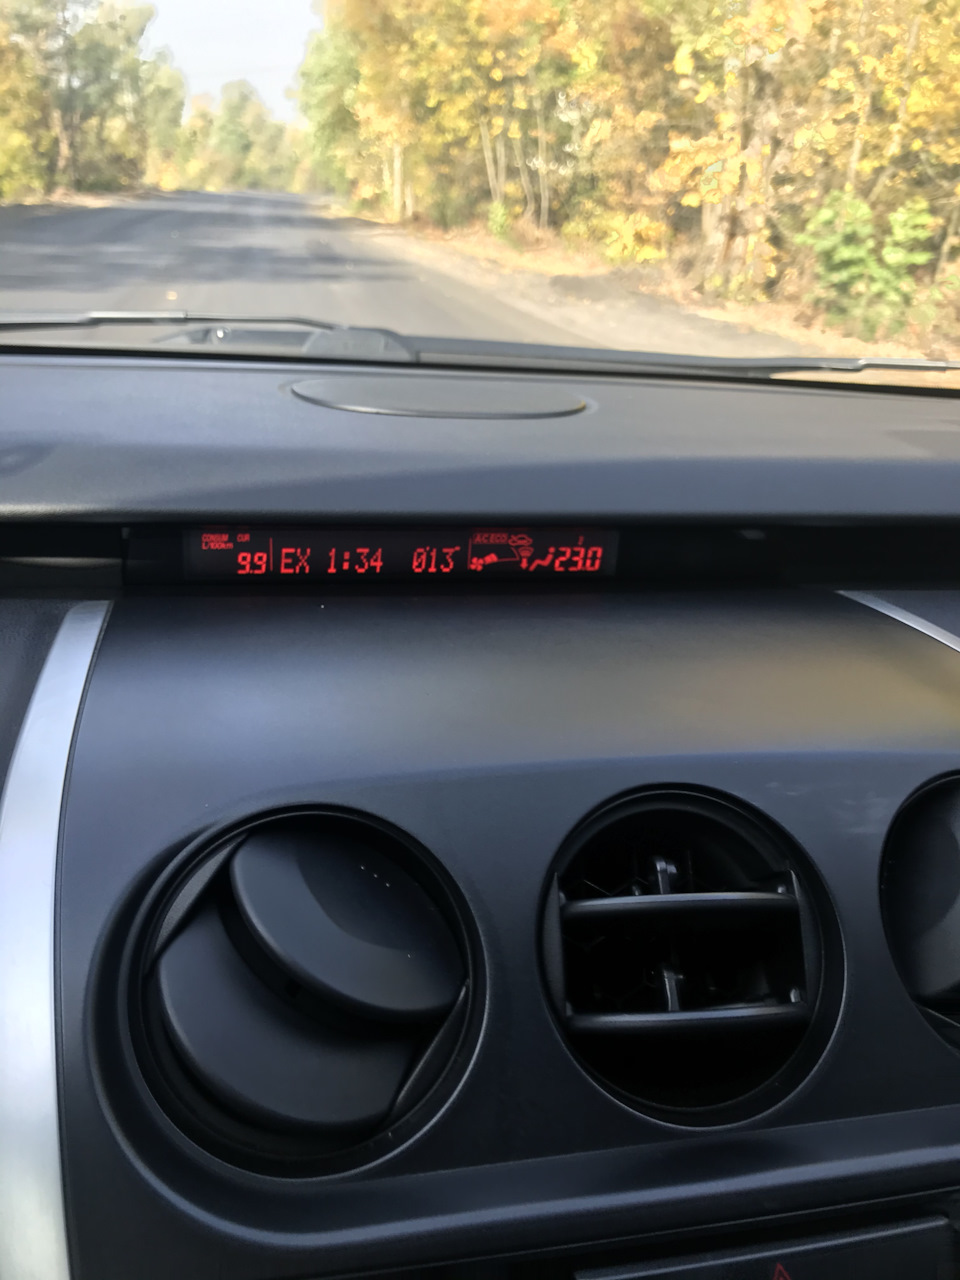 CONSUM CUR A/C ECO
L/100km
9.9 EX 1:34 013' 23.0